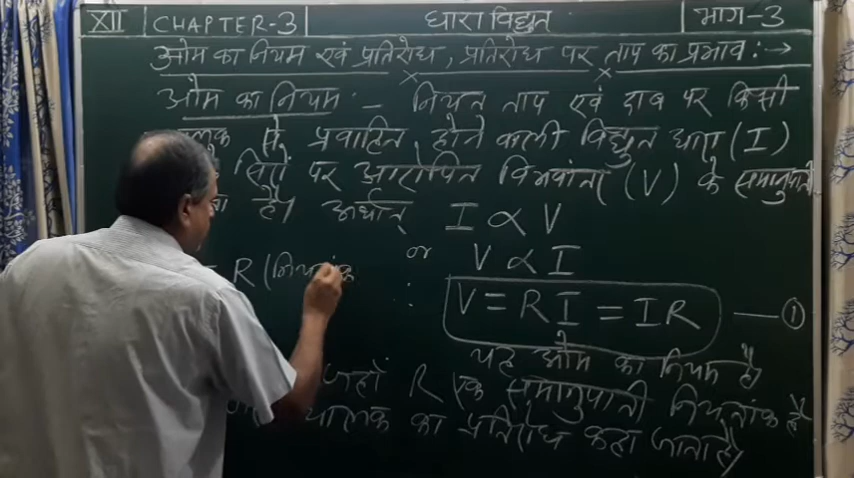 XII CHAPTER-3 धारा विद्युत भाग-3
ओम का नियम एवं प्रतिरोध, प्रतिरोध पर ताप का प्रभाव :→
ओम का नियम - नियत ताप एवं दाब पर किसी
से प्रवाहित होने वाली विद्युत धारा (I)
सिरों पर आरोपित विभवांतर (V) के समानुपाती
है। अर्थात् I ∝ V
R (नियतांक or V ∝ I
∴ V = RI = IR —①
यह ओम का नियम है
जहाँ R एक समानुपाती नियतांक है
चालक का प्रतिरोध कहा जाता है